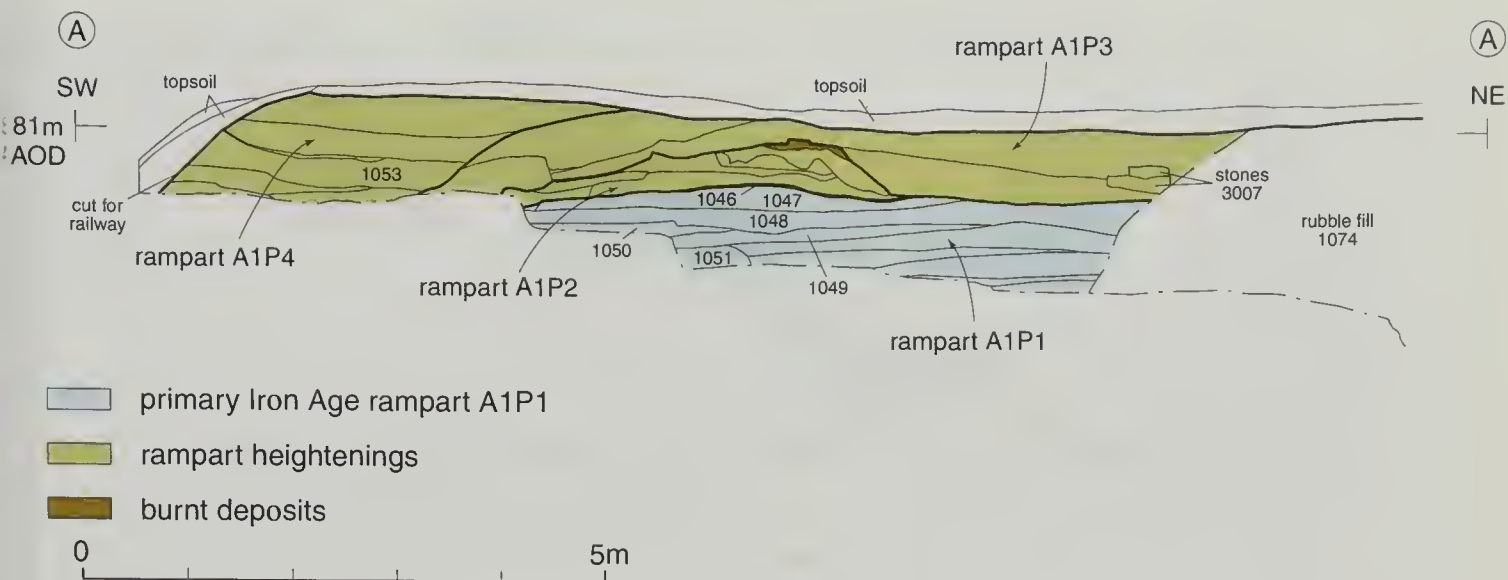 A
A
SW
NE
topsoil
topsoil
rampart A1P3
81m
AOD
1053
cut for
railway
rampart A1P4
1046
1047
1048
1050
1051
1049
rampart A1P2
rampart A1P1
stones
3007
rubble fill
1074
primary Iron Age rampart A1P1
rampart heightenings
burnt deposits
0
5m